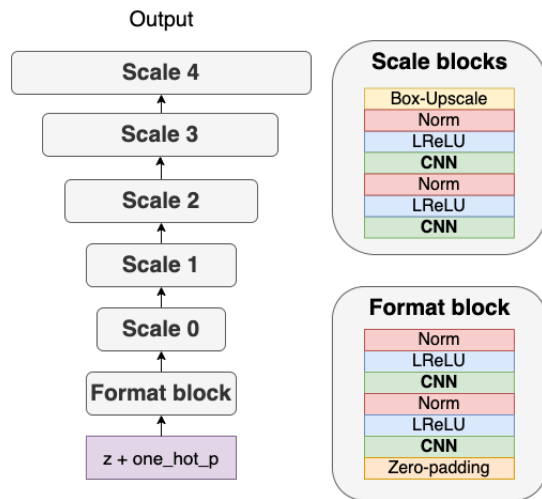 Output
Scale 4
Scale 3
Scale 2
Scale 1
Scale 0
Format block
z + one_hot_p
Scale blocks
Box-Upscale
Norm
LReLU
CNN
Norm
LReLU
CNN
Format block
Norm
LReLU
CNN
Norm
LReLU
CNN
Zero-padding